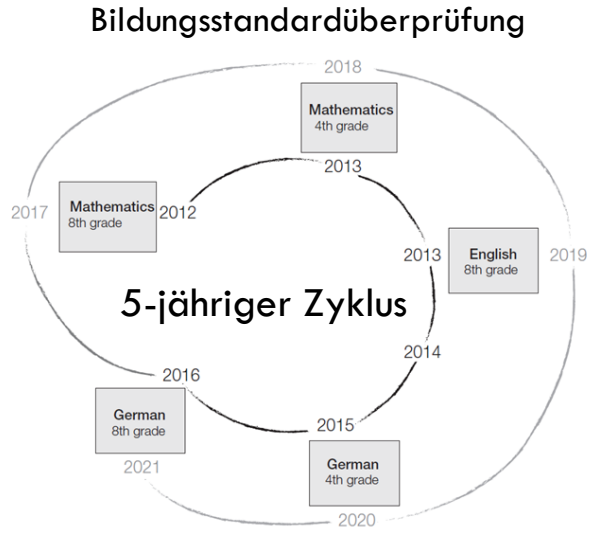 Bildungsstandardüberprüfung
2018
Mathematics
4th grade
2013
2017
Mathematics
8th grade
2012
2013
English
8th grade
2019
5-jähriger Zyklus
2014
2016
German
8th grade
2021
2015
German
4th grade
2020